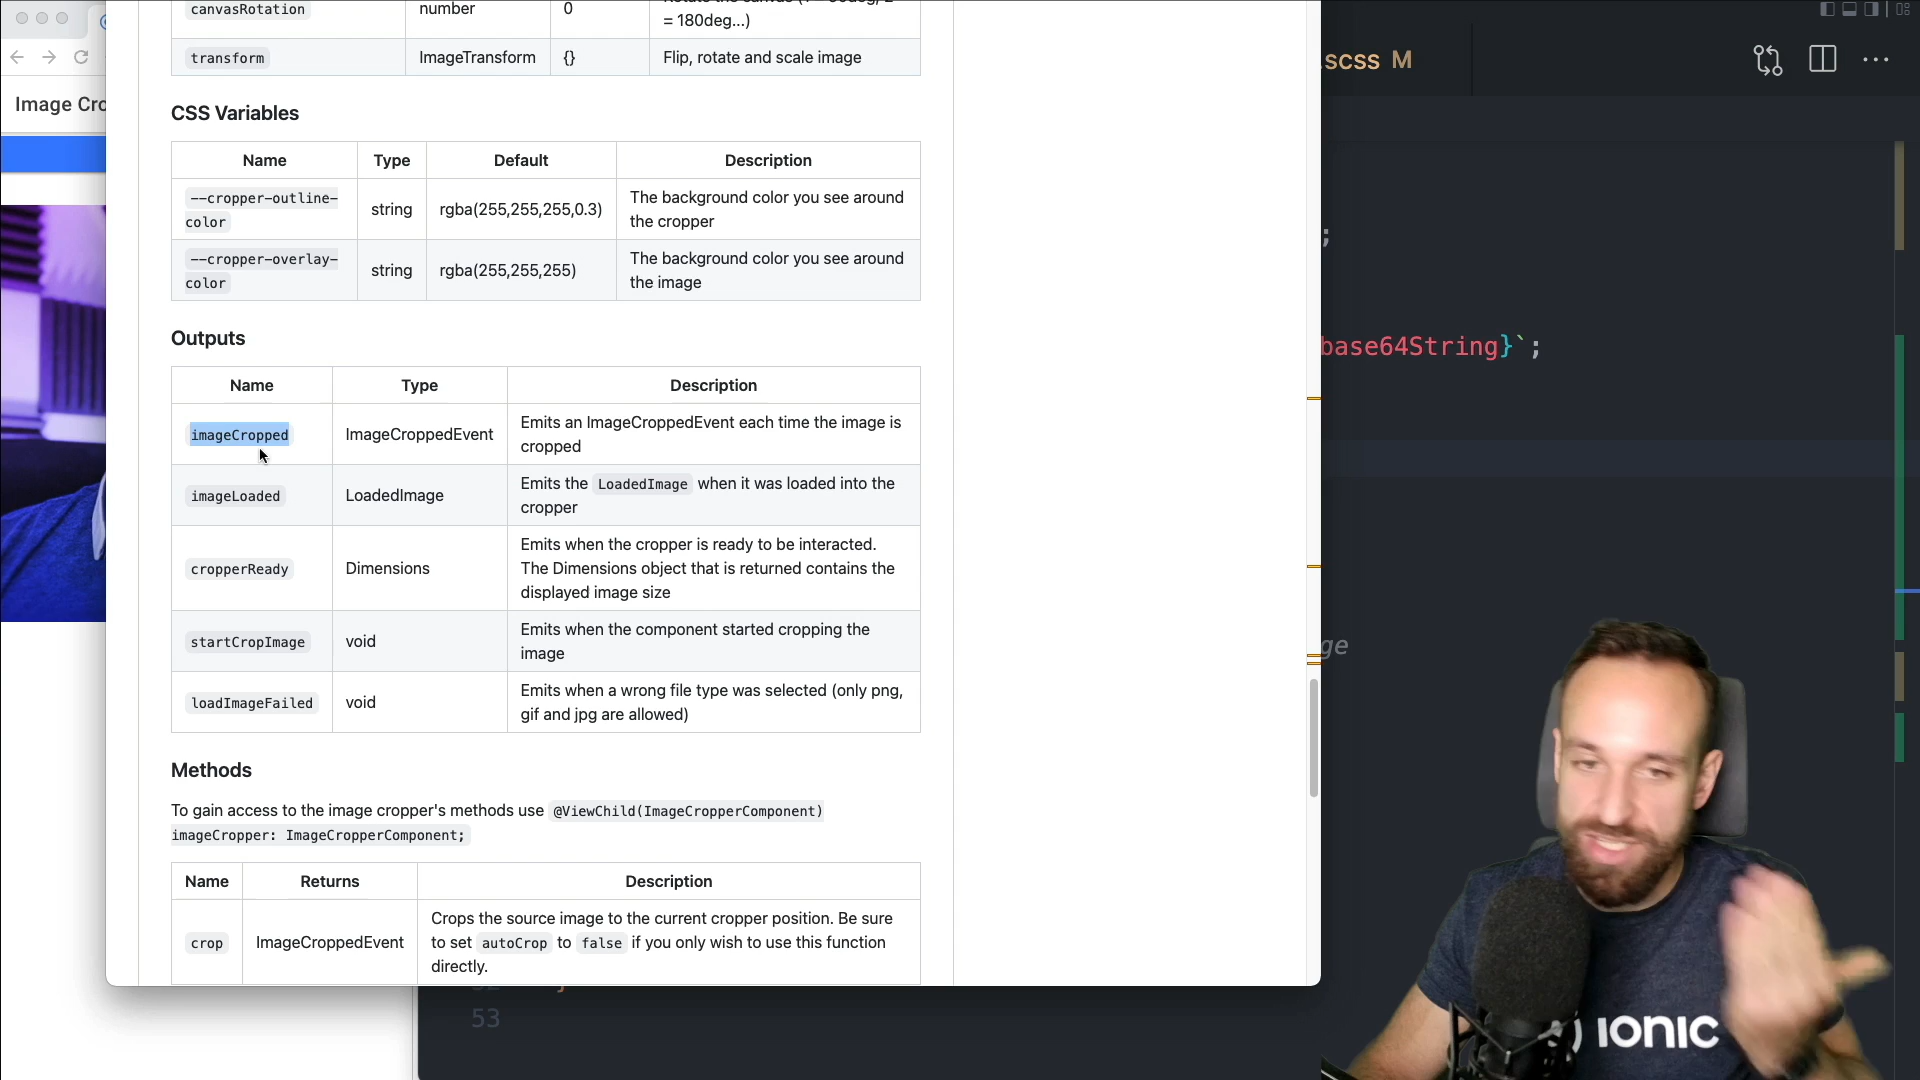 canvasRotation number 0
= 180deg...)
transform ImageTransform {} Flip, rotate and scale image
.scss M
Image Cro
CSS Variables
Name Type Default Description
--cropper-outline-
color
string rgba(255,255,255,0.3) The background color you see around
the cropper
--cropper-overlay-
color
string rgba(255,255,255) The background color you see around
the image
;
base64String}`;
Outputs
Name Type Description
imageCropped ImageCroppedEvent Emits an ImageCroppedEvent each time the image is
cropped
imageLoaded LoadedImage Emits the LoadedImage when it was loaded into the
cropper
cropperReady Dimensions Emits when the cropper is ready to be interacted.
The Dimensions object that is returned contains the
displayed image size
startCropImage void Emits when the component started cropping the
image
ge
loadImageFailed void Emits when a wrong file type was selected (only png,
gif and jpg are allowed)
Methods
To gain access to the image cropper's methods use @ViewChild(ImageCropperComponent)
imageCropper: ImageCropperComponent;
Name Returns Description
crop ImageCroppedEvent Crops the source image to the current cropper position. Be sure
to set autoCrop to false if you only wish to use this function
directly.
53
IONIC